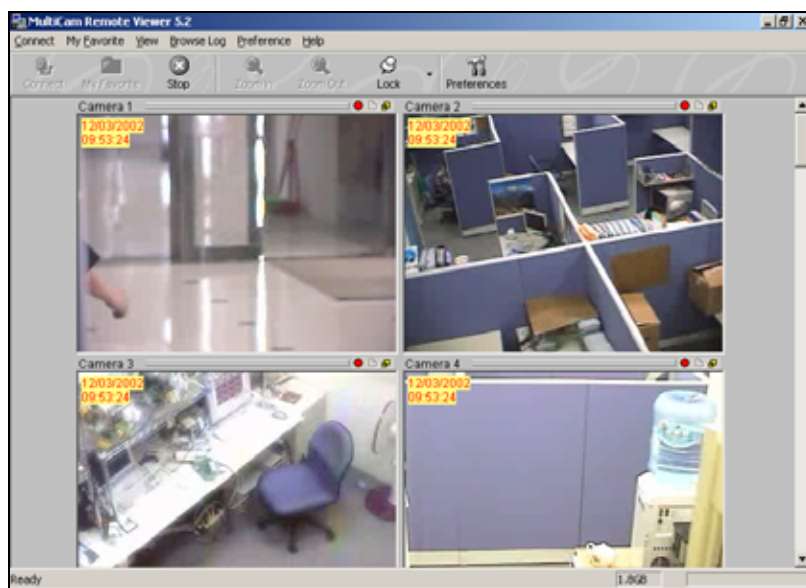 MultiCam Remote Viewer 5.2
Connect My Favorite View Browse Log Preference Help
Connect My Favorite Stop Zoom In Zoom Out Lock Preferences
Camera 1 Camera 2
12/03/2002 12/03/2002
09:53:24 09:53:24
Camera 3 Camera 4
12/03/2002 12/03/2002
09:53:24 09:53:24
Ready 1.8GB